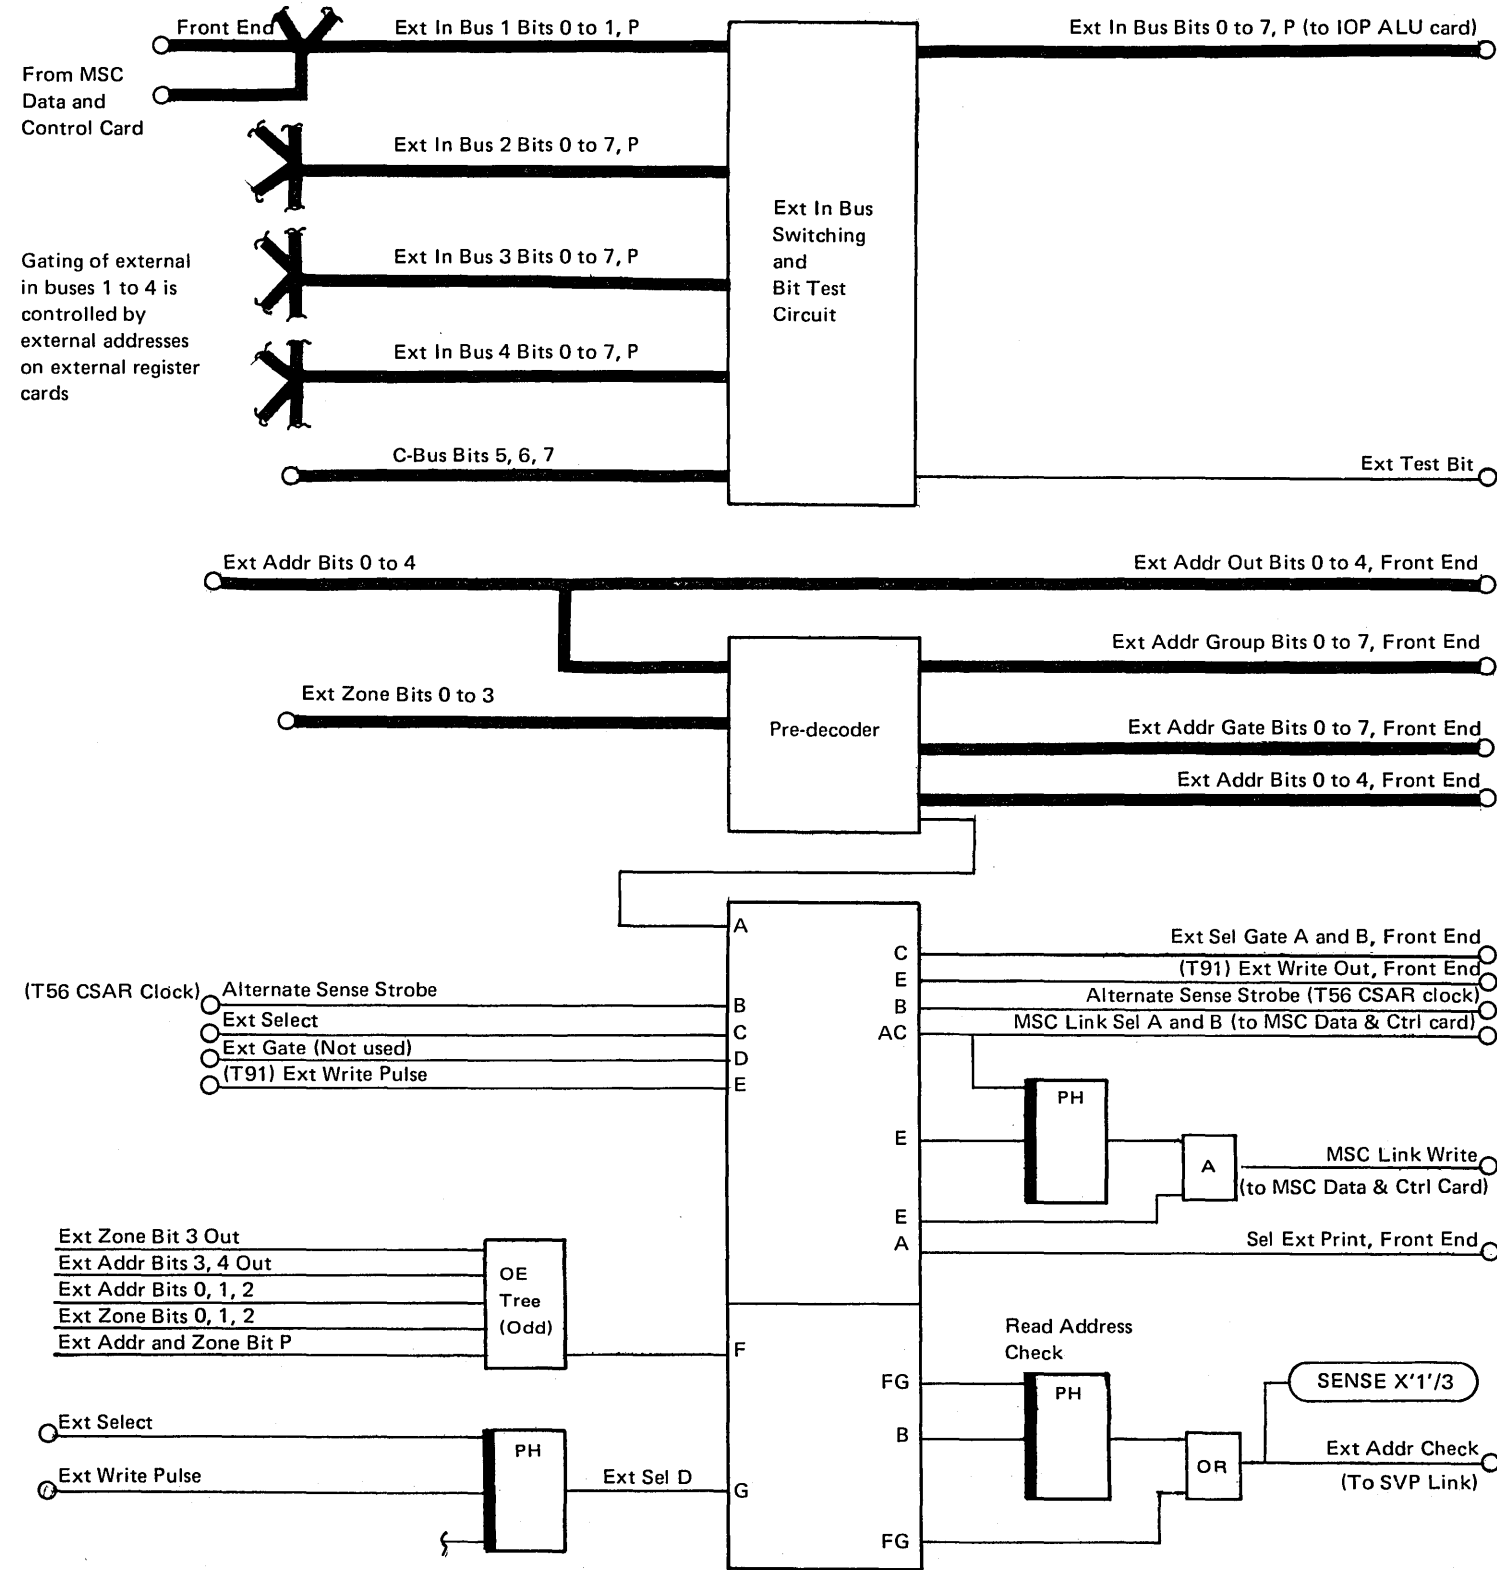 Front End
Ext In Bus 1 Bits 0 to 1, P
Ext In Bus Bits 0 to 7, P (to IOP ALU card)
From MSC
Data and
Control Card
Ext In Bus 2 Bits 0 to 7, P
Ext In Bus
Switching
and
Bit Test
Circuit
Gating of external
in buses 1 to 4 is
controlled by
external addresses
on external register
cards
Ext In Bus 3 Bits 0 to 7, P
Ext In Bus 4 Bits 0 to 7, P
C-Bus Bits 5, 6, 7
Ext Test Bit
Ext Addr Bits 0 to 4
Ext Addr Out Bits 0 to 4, Front End
Ext Addr Group Bits 0 to 7, Front End
Ext Zone Bits 0 to 3
Pre-decoder
Ext Addr Gate Bits 0 to 7, Front End
Ext Addr Bits 0 to 4, Front End
A
C
Ext Sel Gate A and B, Front End
E
(T91) Ext Write Out, Front End
(T56 CSAR Clock)
Alternate Sense Strobe
B
B
Alternate Sense Strobe (T56 CSAR clock)
Ext Select
C
AC
MSC Link Sel A and B (to MSC Data & Ctrl card)
Ext Gate (Not used)
D
(T91) Ext Write Pulse
E
PH
E
A
MSC Link Write
(to MSC Data & Ctrl Card)
E
A
Sel Ext Print, Front End
Ext Zone Bit 3 Out
Ext Addr Bits 3, 4 Out
Ext Addr Bits 0, 1, 2
Ext Zone Bits 0, 1, 2
Ext Addr and Zone Bit P
OE
Tree
(Odd)
F
Read Address
Check
FG
PH
SENSE X'1'/3
B
OR
Ext Addr Check
(To SVP Link)
Ext Select
PH
Ext Write Pulse
Ext Sel D
G
FG